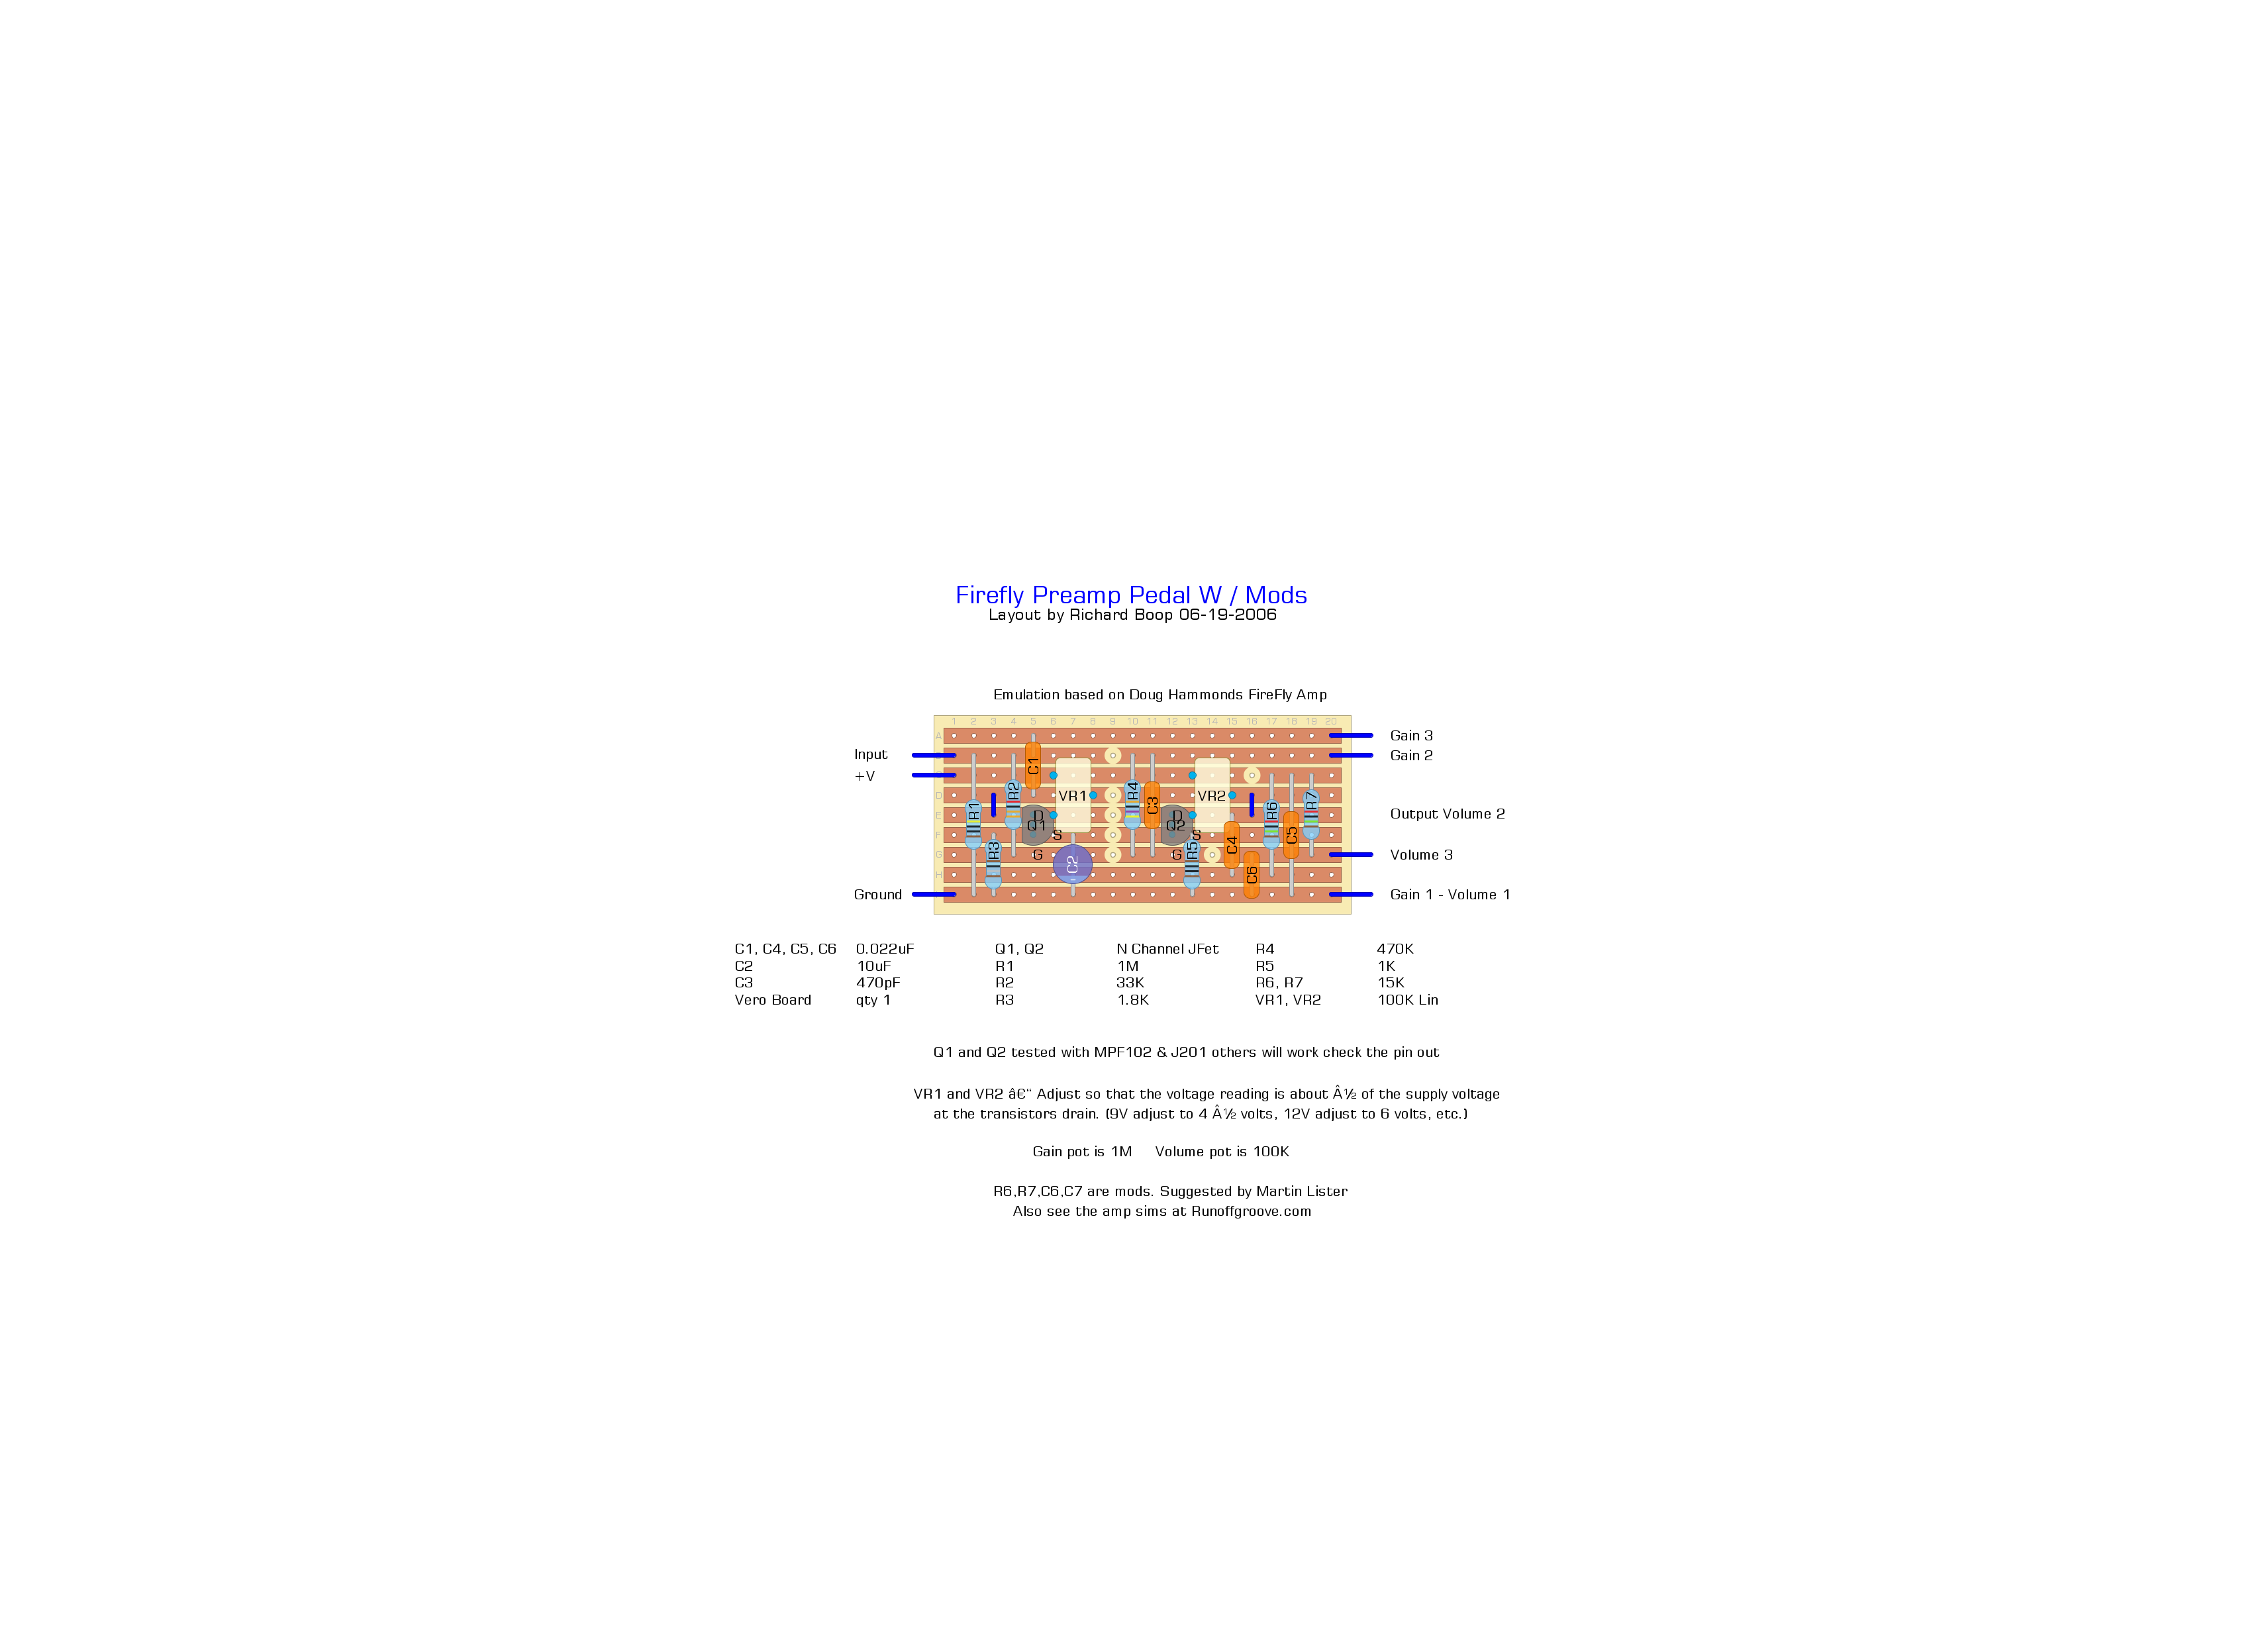 Firefly Preamp Pedal W / Mods
Layout by Richard Boop 06-19-2006
Emulation based on Doug Hammonds FireFly Amp
1 2 3 4 5 6 7 8 9 10 11 12 13 14 15 16 17 18 19 20
A
Gain 3
Input
Gain 2
+V
C1
D
R2
VR1
R4
C3
VR2
R7
R1
R6
E
D
D
Output Volume 2
Q1
Q2
F
S
S
C4
C5
G
R3
G
C2
G
R5
Volume 3
H
C6
Ground
Gain 1 - Volume 1
C1, C4, C5, C6 0.022uF Q1, Q2 N Channel JFet R4 470K
C2 10uF R1 1M R5 1K
C3 470pF R2 33K R6, R7 15K
Vero Board qty 1 R3 1.8K VR1, VR2 100K Lin
Q1 and Q2 tested with MPF102 & J201 others will work check the pin out
VR1 and VR2 â€“ Adjust so that the voltage reading is about Â½ of the supply voltage
at the transistors drain. (9V adjust to 4 Â½ volts, 12V adjust to 6 volts, etc.)
Gain pot is 1M Volume pot is 100K
R6,R7,C6,C7 are mods. Suggested by Martin Lister
Also see the amp sims at Runoffgroove.com